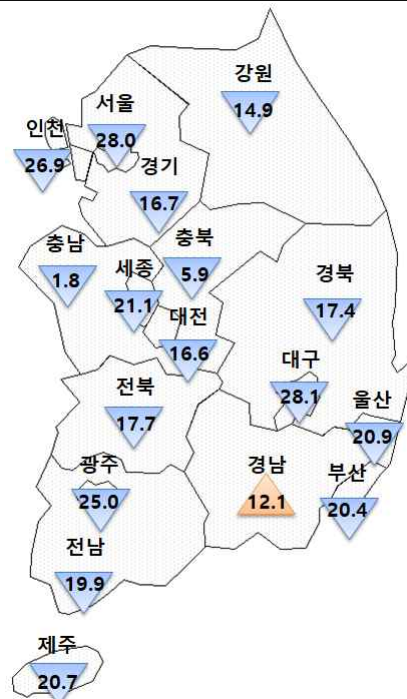 강원
14.9
서울
28.0
인천
26.9
경기
16.7
충남
1.8
세종
21.1
충북
5.9
대전
16.6
경북
17.4
대구
28.1
전북
17.7
울산
20.9
광주
25.0
경남
12.1
부산
20.4
전남
19.9
제주
20.7